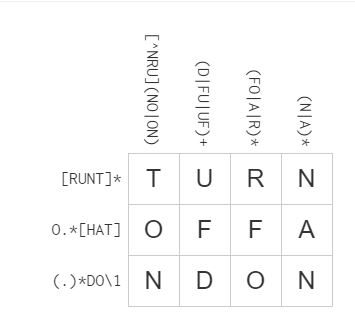 [^NRU](NO|ON)
(D|FU|UF)+
(FO|A|R)*
(N|A)*
[RUNT]* T U R N
O.*[HAT] O F F A
(.)*DO\1 N D O N